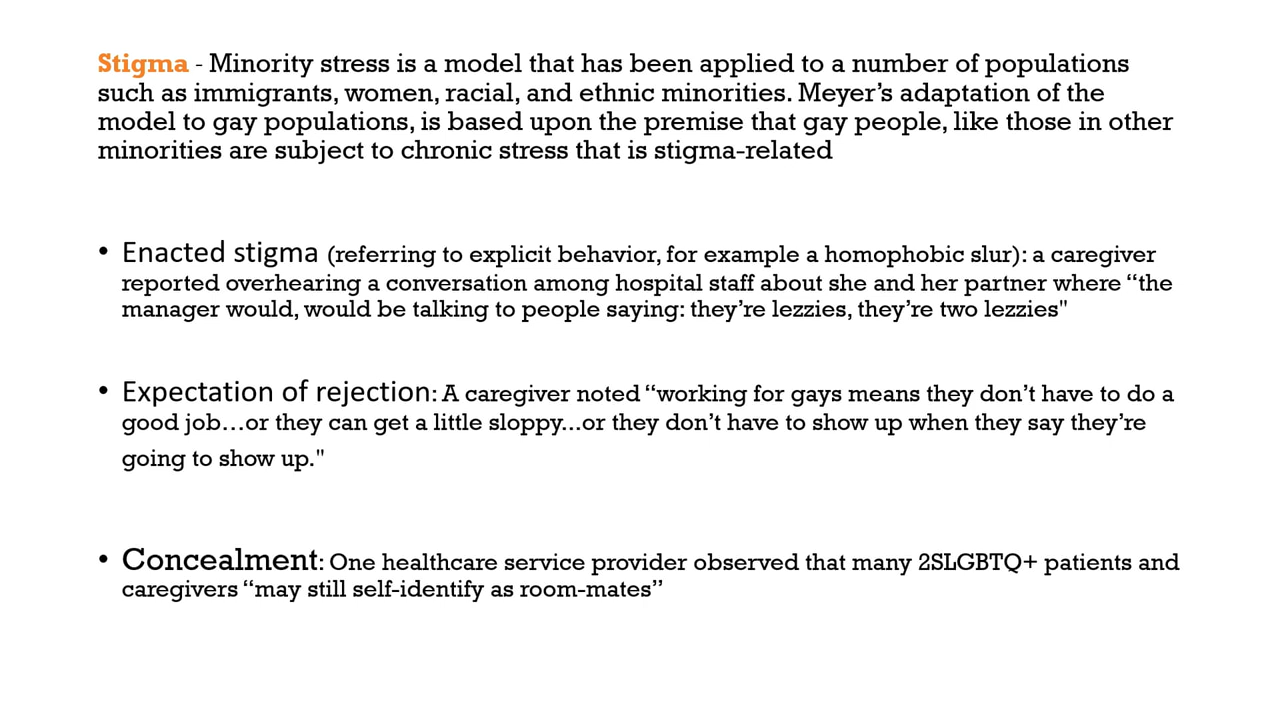 Stigma - Minority stress is a model that has been applied to a number of populations
such as immigrants, women, racial, and ethnic minorities. Meyer’s adaptation of the
model to gay populations, is based upon the premise that gay people, like those in other
minorities are subject to chronic stress that is stigma-related
• Enacted stigma (referring to explicit behavior, for example a homophobic slur): a caregiver
reported overhearing a conversation among hospital staff about she and her partner where “the
manager would, would be talking to people saying: they’re lezzies, they’re two lezzies"
• Expectation of rejection: A caregiver noted “working for gays means they don’t have to do a
good job…or they can get a little sloppy...or they don’t have to show up when they say they’re
going to show up."
• Concealment: One healthcare service provider observed that many 2SLGBTQ+ patients and
caregivers “may still self-identify as room-mates”